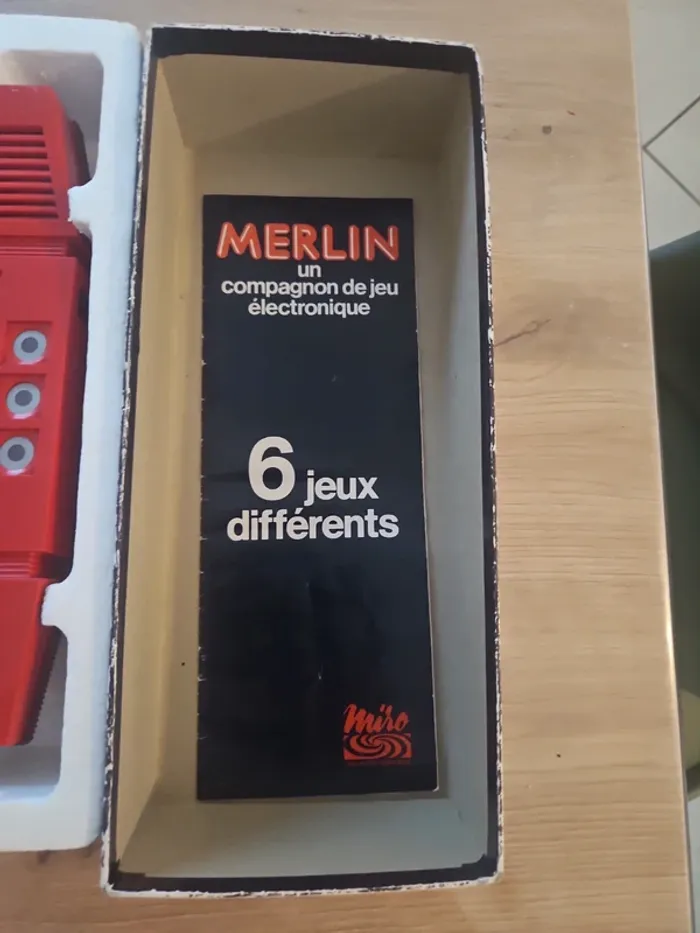 MERLIN
un
compagnon de jeu
électronique
6 jeux
différents
miro